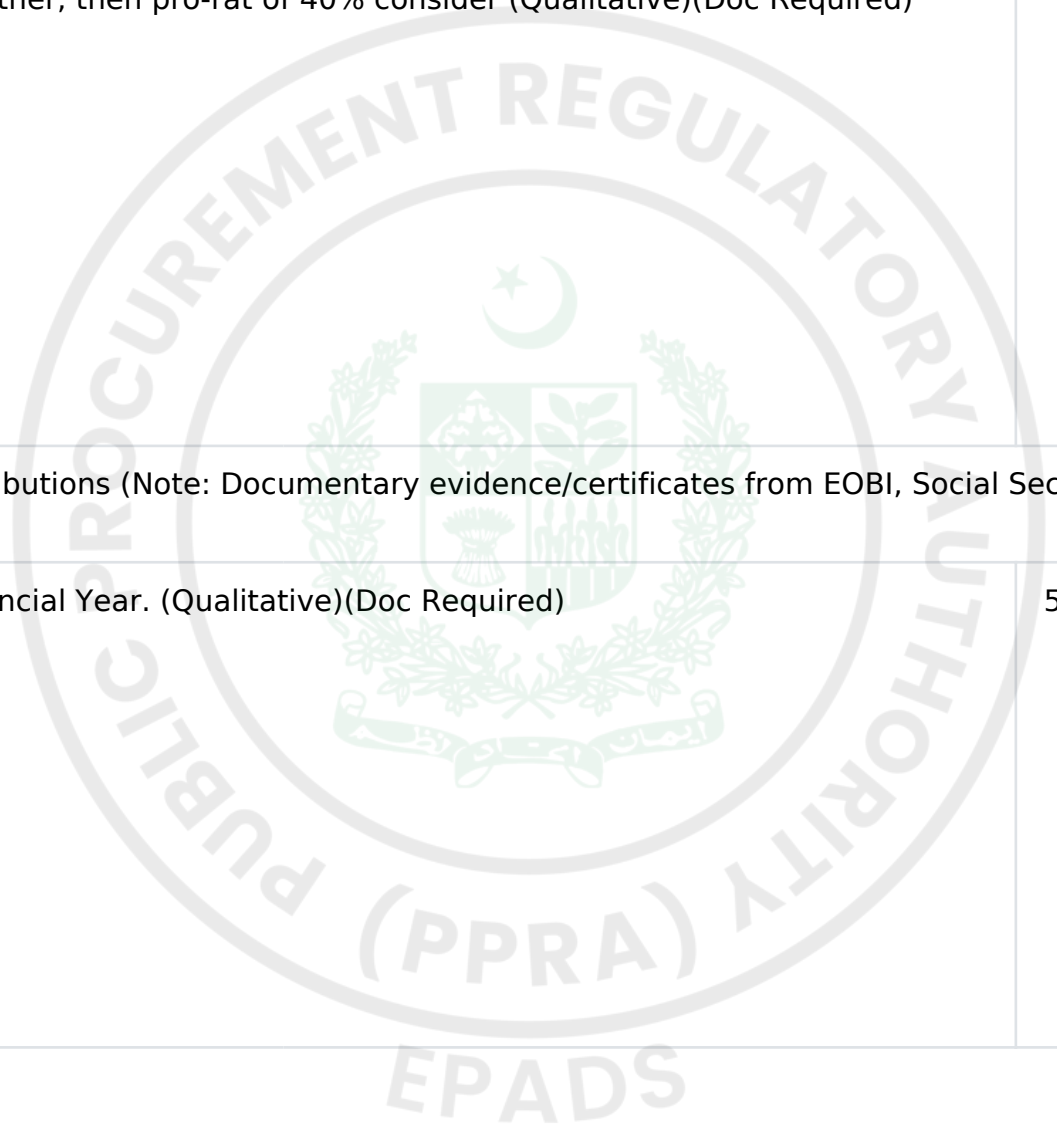 ther, then pro-rat of 40% consider (Qualitative)(Doc Required)
butions (Note: Documentary evidence/certificates from EOBI, Social Sec
ncial Year. (Qualitative)(Doc Required) 5
PUBLIC PROCUREMENT REGULATORY AUTHORITY
(PPRA)
EPADS